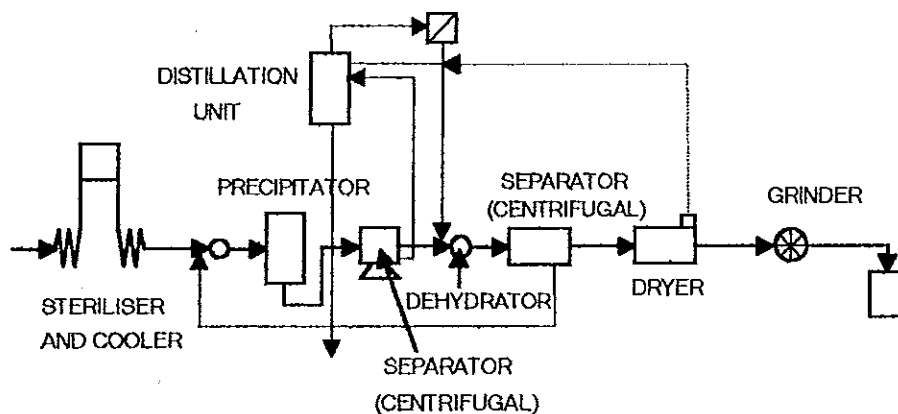 DISTILLATION
UNIT
PRECIPITATOR
SEPARATOR
(CENTRIFUGAL)
GRINDER
STERILISER
AND COOLER
DEHYDRATOR
DRYER
SEPARATOR
(CENTRIFUGAL)